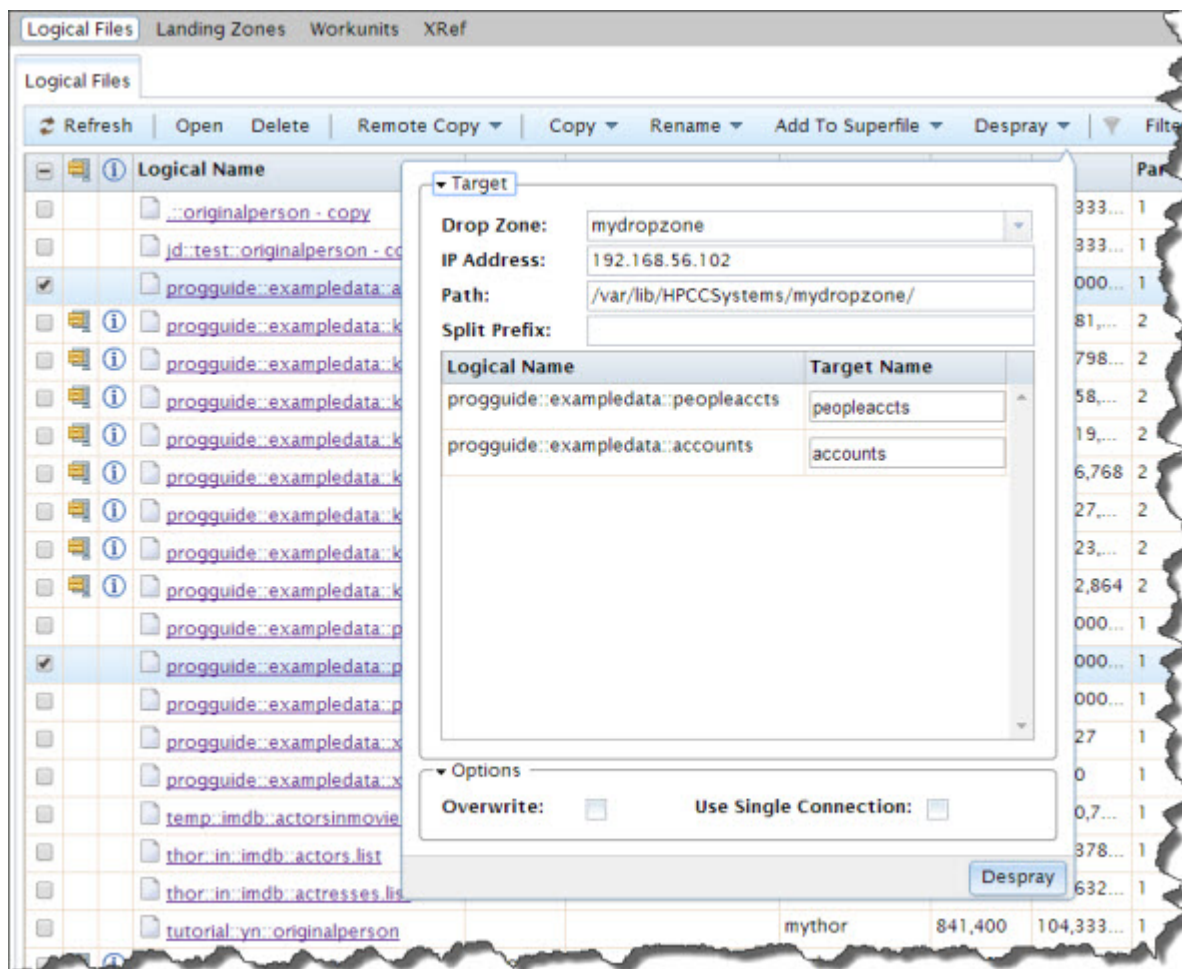 Logical Files Landing Zones Workunits XRef
Logical Files
Refresh Open Delete Remote Copy Copy Rename Add To Superfile Despray Filte
Logical Name Par
.::originalperson - copy 333... 1
jd::test::originalperson - co 333... 1
progguide::exampledata::a 000... 1
progguide::exampledata::k 81,... 2
progguide::exampledata::k 798... 2
progguide::exampledata::k 58,... 2
progguide::exampledata::k 19,... 2
progguide::exampledata::k 6,768 2
progguide::exampledata::k 27,... 2
progguide::exampledata::k 23,... 2
progguide::exampledata::k 2,864 2
progguide::exampledata::p 000... 1
progguide::exampledata::p 000... 1
progguide::exampledata::p 000... 1
progguide::exampledata::x 27 1
progguide::exampledata::x 0 1
temp::imdb::actorsinmovie 0,7... 1
thor::in::imdb::actors.list 378... 1
thor::in::imdb::actresses.lis 632... 1
tutorial::yn::originalperson mythor 841,400 104,333... 1
Target
Drop Zone: mydropzone
IP Address: 192.168.56.102
Path: /var/lib/HPCCSystems/mydropzone/
Split Prefix:
Logical Name Target Name
progguide::exampledata::peopleaccts peopleaccts
progguide::exampledata::accounts accounts
Options
Overwrite: Use Single Connection:
Despray